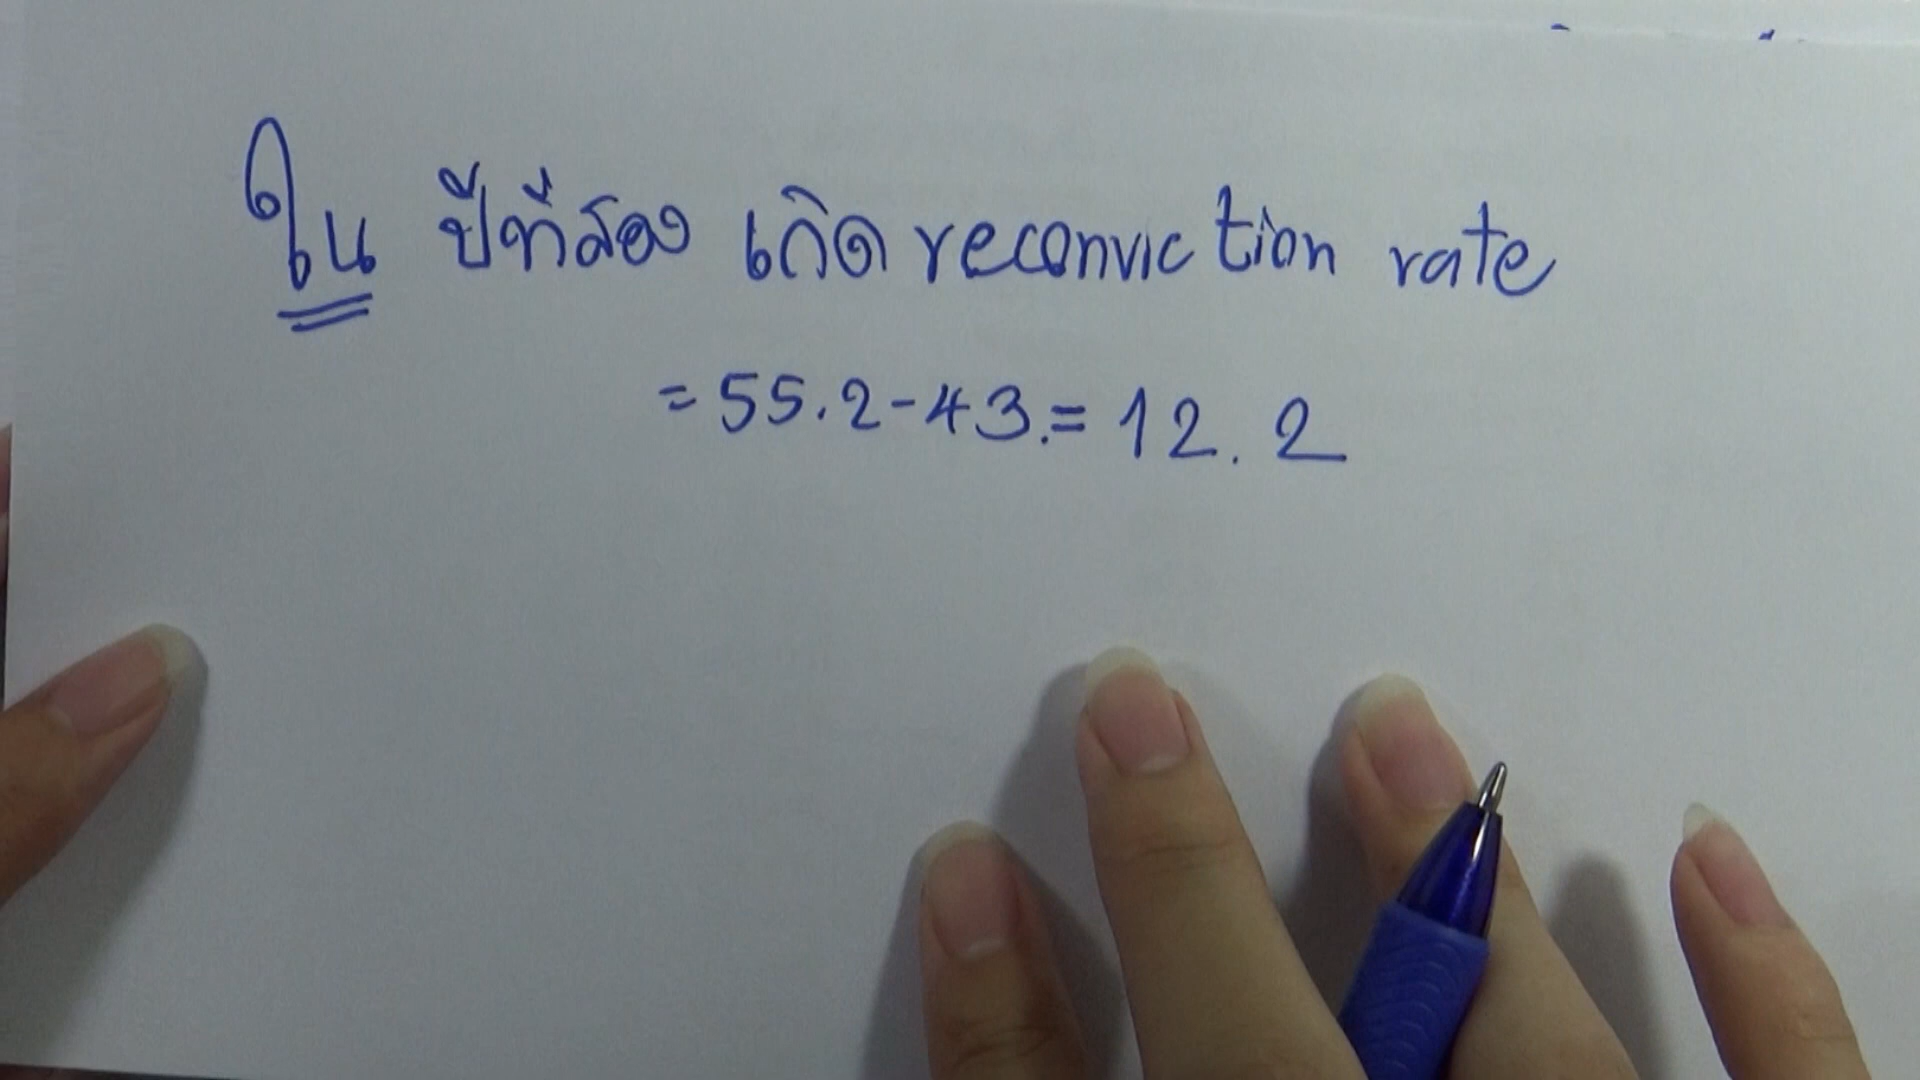 ใน ปีที่สอง เกิด reconviction rate
= 55.2-43.= 12.2